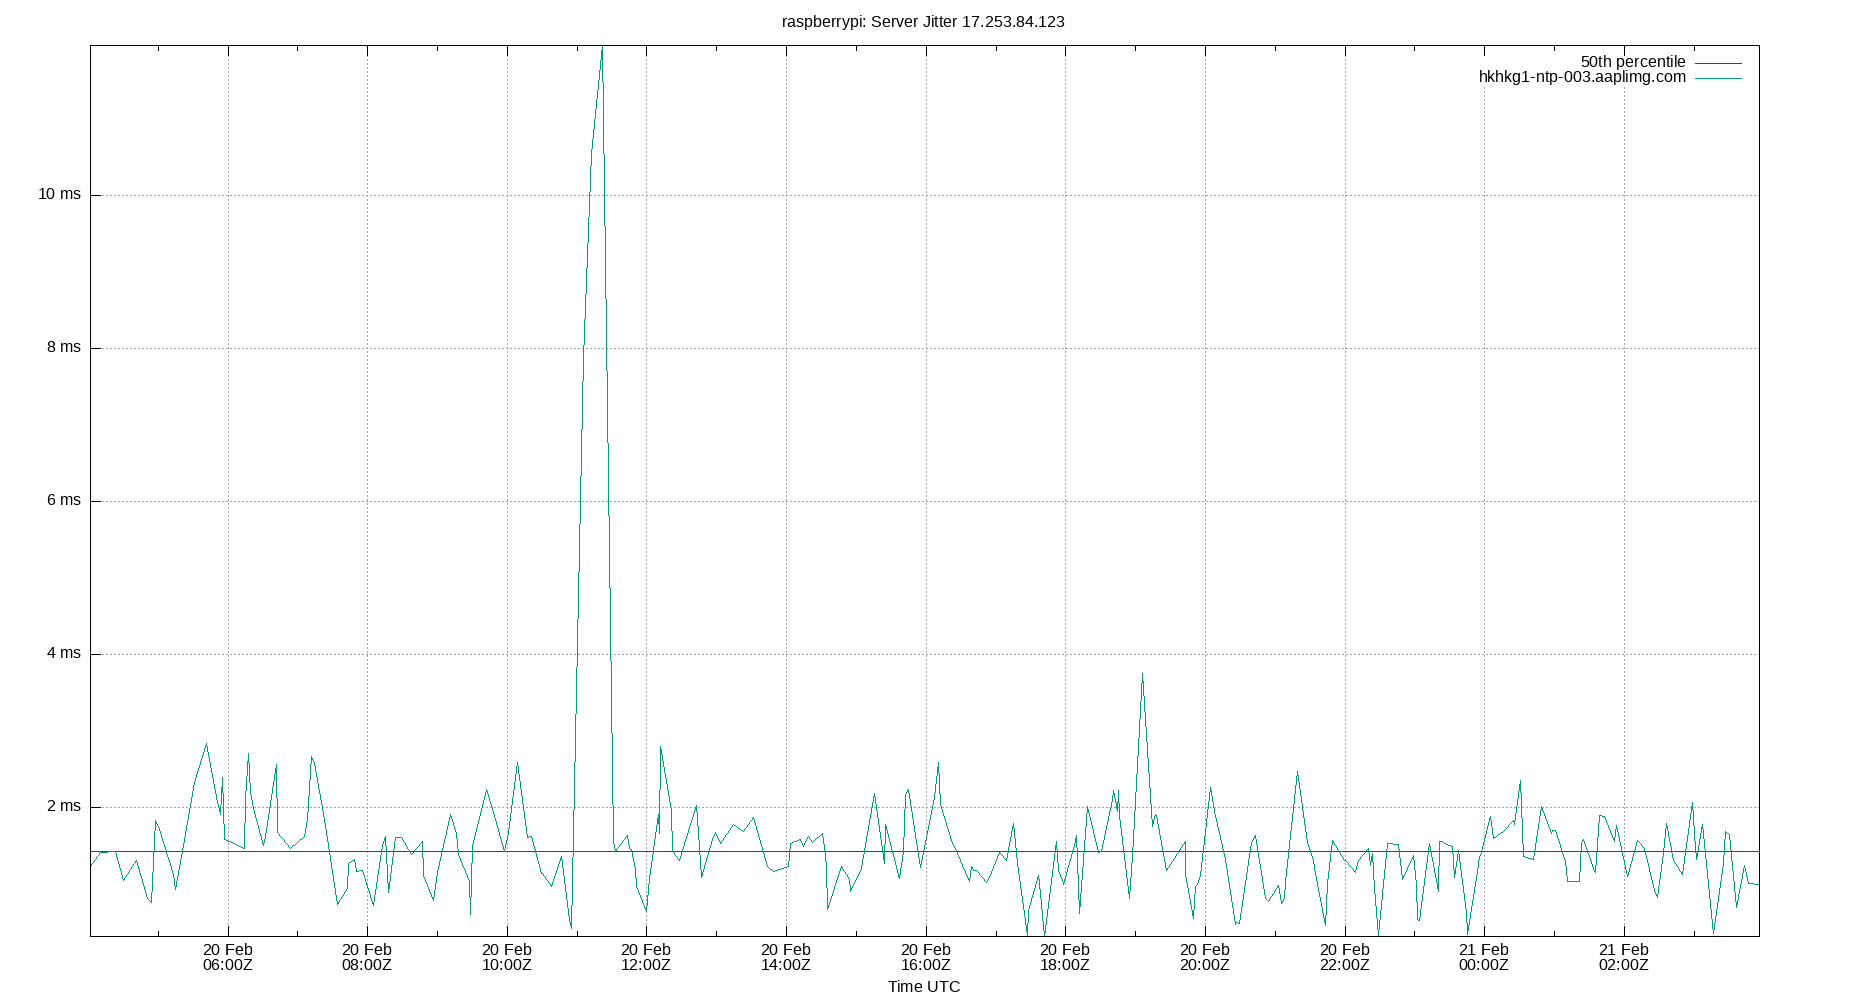 raspberrypi: Server Jitter 17.253.84.123
50th percentile
hkhkg1-ntp-003.aaplimg.com
10 ms
8 ms
6 ms
4 ms
2 ms
20 Feb 20 Feb 20 Feb 20 Feb 20 Feb 20 Feb 20 Feb 20 Feb 20 Feb 21 Feb 21 Feb
06:00Z 08:00Z 10:00Z 12:00Z 14:00Z 16:00Z 18:00Z 20:00Z 22:00Z 00:00Z 02:00Z
Time UTC